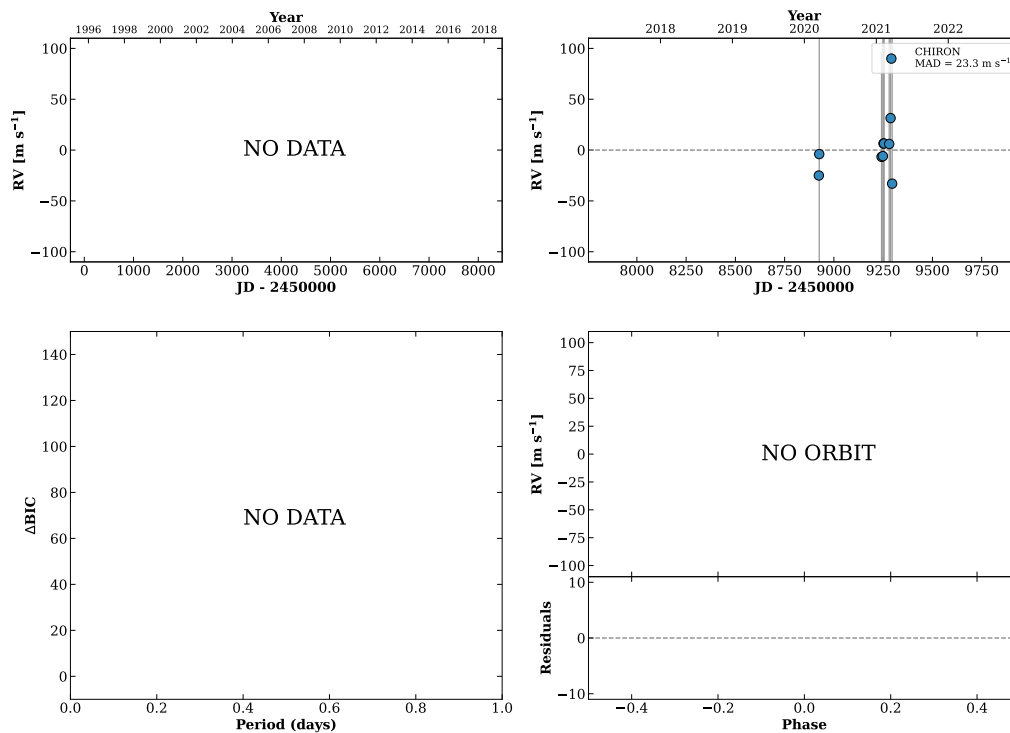 Year
1996 1998 2000 2002 2004 2006 2008 2010 2012 2014 2016 2018
100
50
0
−50
−100
RV [m s⁻¹]
NO DATA
0 1000 2000 3000 4000 5000 6000 7000 8000
JD - 2450000
Year
2018 2019 2020 2021 2022
100
50
0
−50
−100
RV [m s⁻¹]
CHIRON
MAD = 23.3 m s⁻¹
8000 8250 8500 8750 9000 9250 9500 9750
JD - 2450000
140
120
100
80
60
40
20
0
ΔBIC
NO DATA
0.0 0.2 0.4 0.6 0.8 1.0
Period (days)
100
75
50
25
0
−25
−50
−75
−100
RV [m s⁻¹]
NO ORBIT
10
0
−10
Residuals
−0.4 −0.2 0.0 0.2 0.4
Phase